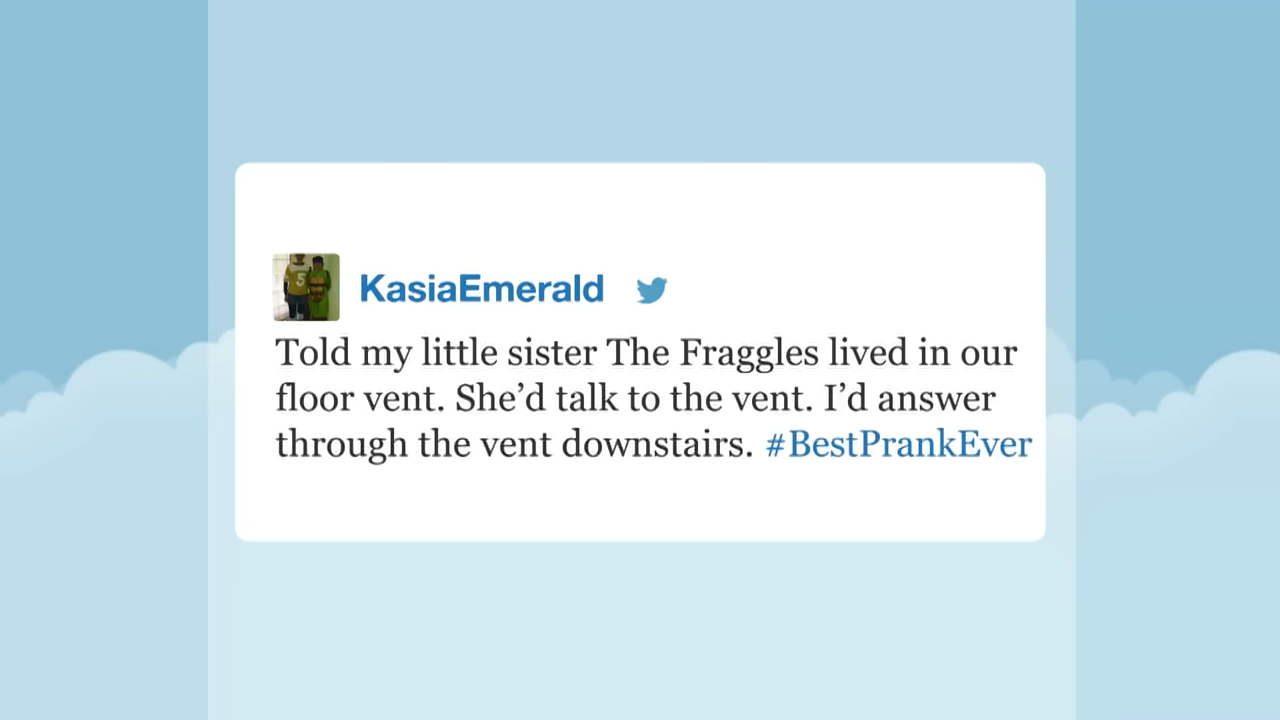 KasiaEmerald
Told my little sister The Fraggles lived in our
floor vent. She’d talk to the vent. I’d answer
through the vent downstairs. #BestPrankEver